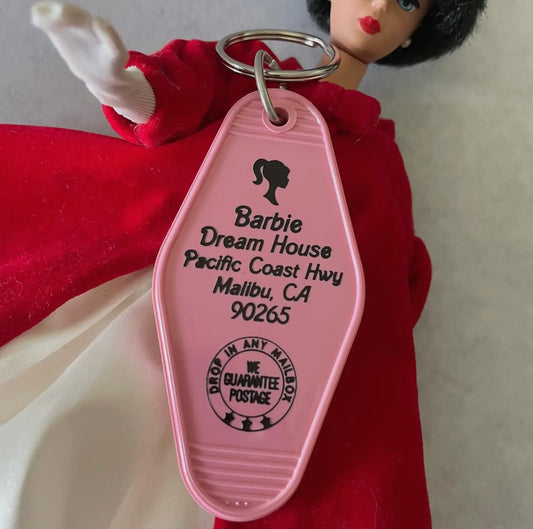 Barbie
Dream House
Pacific Coast Hwy
Malibu, CA
90265
DROP IN ANY MAILBOX
WE
GUARANTEE
POSTAGE